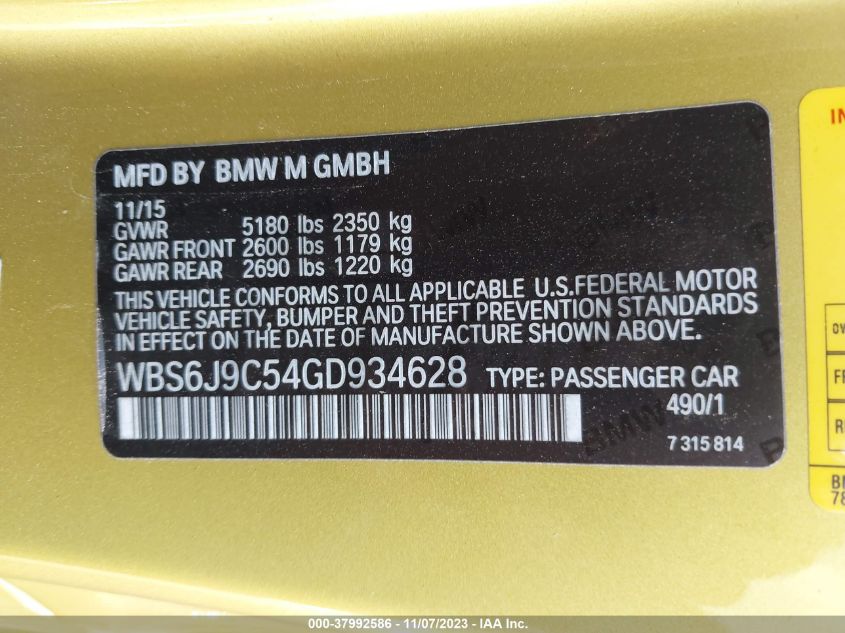 MFD BY BMW M GMBH
11/15
GVWR 5180 lbs 2350 kg
GAWR FRONT 2600 lbs 1179 kg
GAWR REAR 2690 lbs 1220 kg
THIS VEHICLE CONFORMS TO ALL APPLICABLE U.S.FEDERAL MOTOR
VEHICLE SAFETY, BUMPER AND THEFT PREVENTION STANDARDS
IN EFFECT ON THE DATE OF MANUFACTURE SHOWN ABOVE.
WBS6J9C54GD934628 TYPE: PASSENGER CAR
490/1
BMW
7 315 814
000-37992586 - 11/07/2023 - IAA Inc.